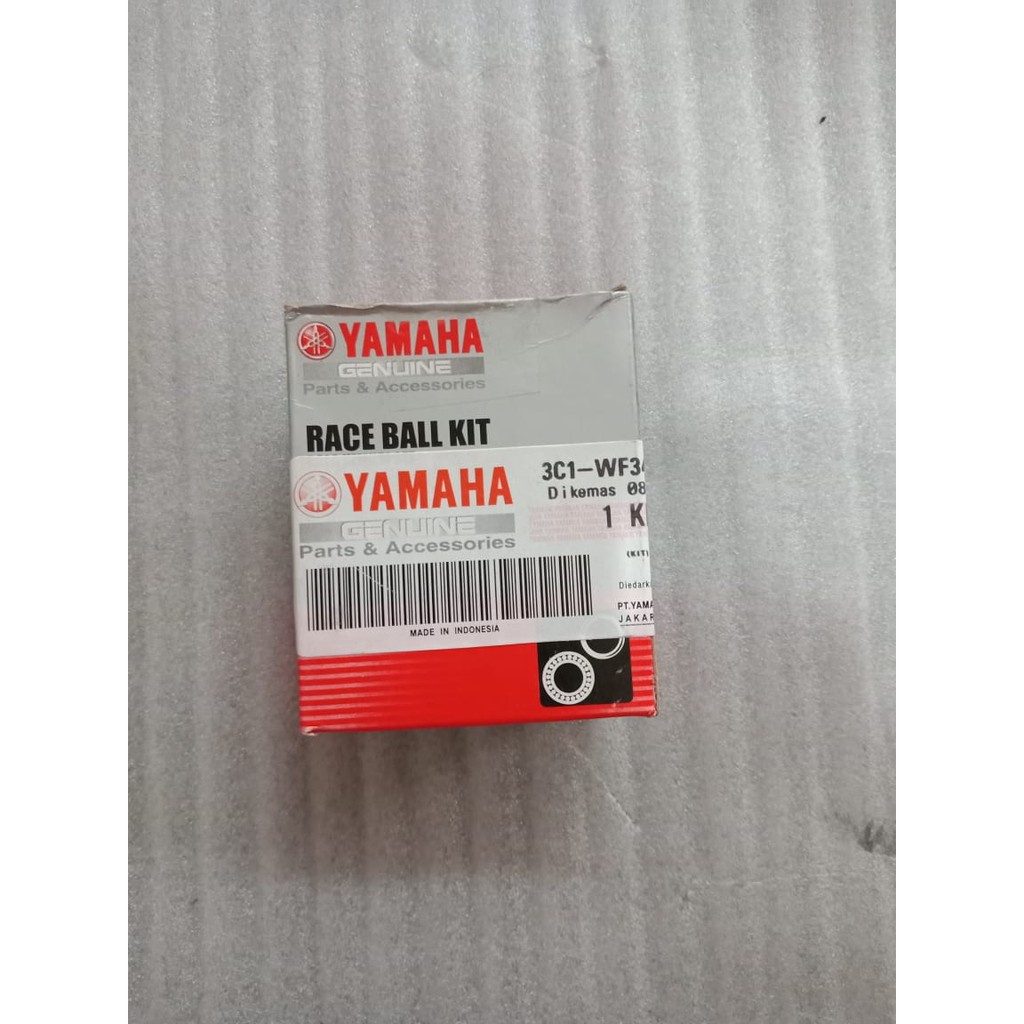 YAMAHA
GENUINE
Parts & Accessories
RACE BALL KIT
YAMAHA
GENUINE
Parts & Accessories
MADE IN INDONESIA
3C1-WF34
Dikemas 08
1 K
(KIT)
Diedark
PT.YAMA
JAKAR